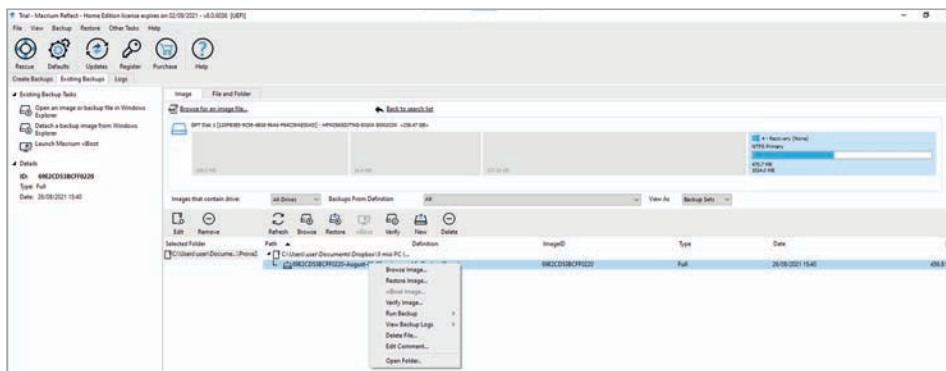 Trial - Macrium Reflect - Home Edition license expires on 02/09/2021 - v8.0.6036 [UEFI]
File View Backup Restore Other Tasks Help
Rescue Defaults Updates Register Purchase Help
Create Backups Existing Backups Logs
Existing Backup Tasks
Open an image or backup file in Windows Explorer
Detach a backup image from Windows Explorer
Launch Macrium viBoot
Details
ID: 6982CD53BCFF0220
Type: Full
Date: 26/08/2021 15:40
Image File and Folder
Browse for an image file...
Back to search list
GPT Disk 1
4 - Recovery (None)
NTFS Primary
Images that contain drive: All Drives
Backups From Definition All
View As Backup Sets
Edit Remove
Refresh Browse Restore viBoot Verify New Delete
Selected Folder Path Definition ImageID Type Date
C:\Users\user\Documents\Dropbox\Il mio PC (...
6982CD53BCFF0220 Full 26/08/2021 15:40
Browse Image...
Restore Image...
viBoot Image...
Verify Image...
Run Backup
View Backup Logs
Delete File...
Edit Comment...
Open Folder..